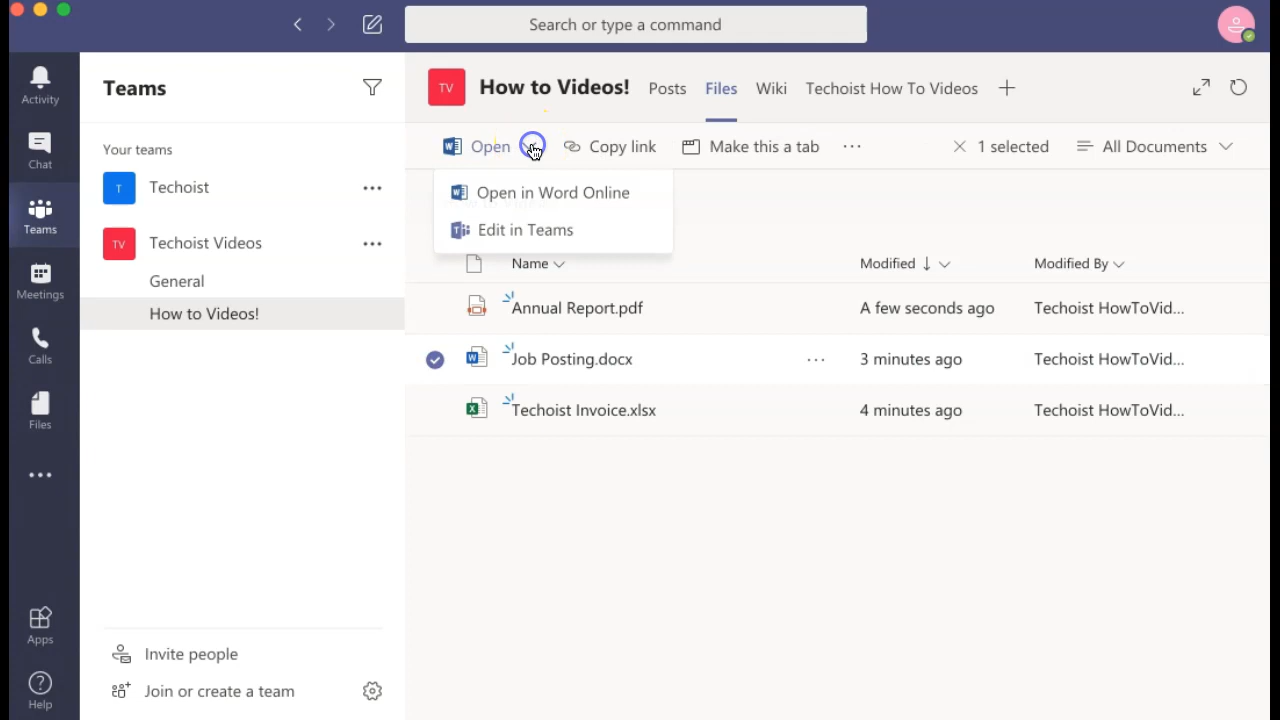 Search or type a command
Activity
Chat
Teams
Meetings
Calls
Files
Apps
Help
Teams
Your teams
T Techoist
TV Techoist Videos
General
How to Videos!
Invite people
Join or create a team
TV How to Videos! Posts Files Wiki Techoist How To Videos
Open Copy link Make this a tab 1 selected All Documents
Open in Word Online
Edit in Teams
Name Modified Modified By
Annual Report.pdf A few seconds ago Techoist HowToVid...
Job Posting.docx 3 minutes ago Techoist HowToVid...
Techoist Invoice.xlsx 4 minutes ago Techoist HowToVid...